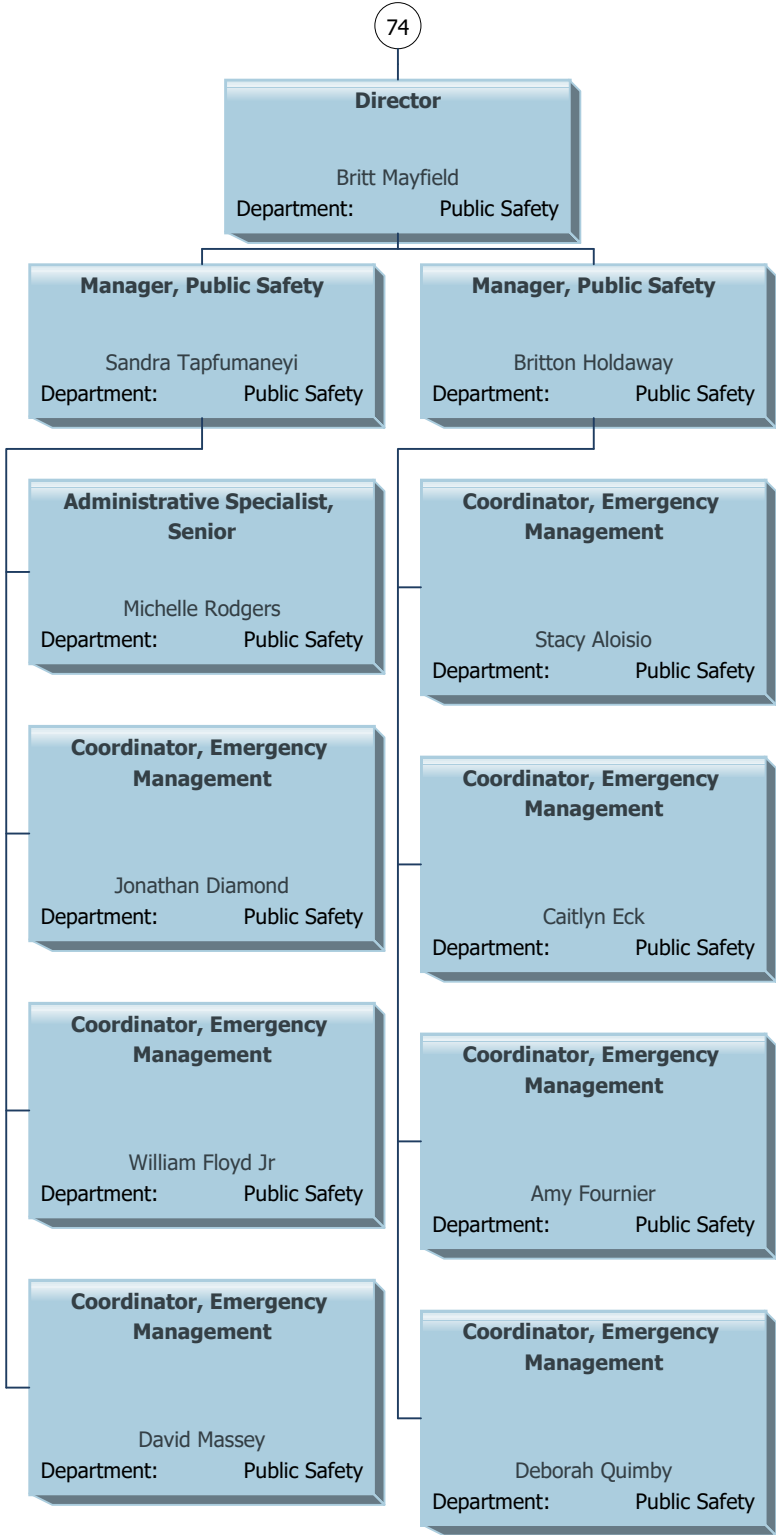 74
Director
Britt Mayfield
Department: Public Safety
Manager, Public Safety
Sandra Tapfumaneyi
Department: Public Safety
Manager, Public Safety
Britton Holdaway
Department: Public Safety
Administrative Specialist,
Senior
Michelle Rodgers
Department: Public Safety
Coordinator, Emergency
Management
Jonathan Diamond
Department: Public Safety
Coordinator, Emergency
Management
William Floyd Jr
Department: Public Safety
Coordinator, Emergency
Management
David Massey
Department: Public Safety
Coordinator, Emergency
Management
Stacy Aloisio
Department: Public Safety
Coordinator, Emergency
Management
Caitlyn Eck
Department: Public Safety
Coordinator, Emergency
Management
Amy Fournier
Department: Public Safety
Coordinator, Emergency
Management
Deborah Quimby
Department: Public Safety